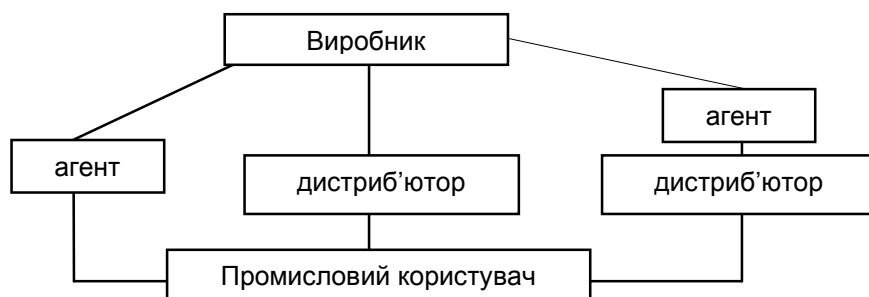 Виробник
агент
агент
дистриб’ютор
дистриб’ютор
Промисловий користувач